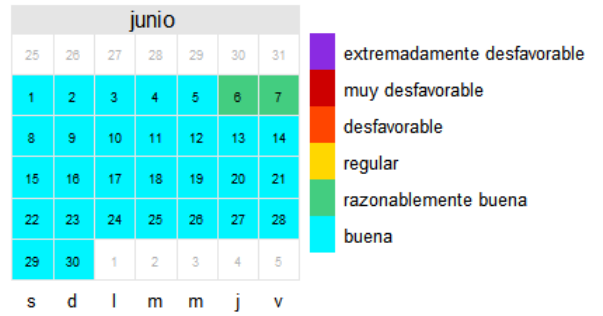 junio
25 26 27 28 29 30 31
1 2 3 4 5 6 7
8 9 10 11 12 13 14
15 16 17 18 19 20 21
22 23 24 25 26 27 28
29 30 1 2 3 4 5
s d l m m j v
extremadamente desfavorable
muy desfavorable
desfavorable
regular
razonablemente buena
buena